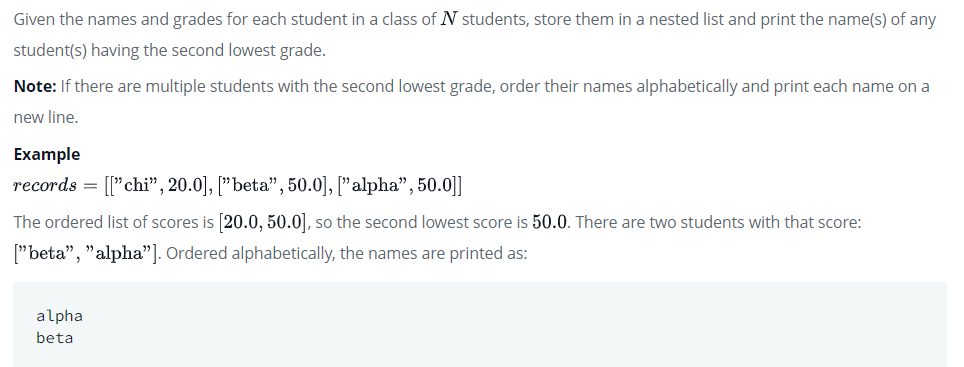 Given the names and grades for each student in a class of N students, store them in a nested list and print the name(s) of any
student(s) having the second lowest grade.
Note: If there are multiple students with the second lowest grade, order their names alphabetically and print each name on a
new line.
Example
records = [["chi", 20.0], ["beta", 50.0], ["alpha", 50.0]]
The ordered list of scores is [20.0, 50.0], so the second lowest score is 50.0. There are two students with that score:
["beta", "alpha"]. Ordered alphabetically, the names are printed as:
alpha
beta